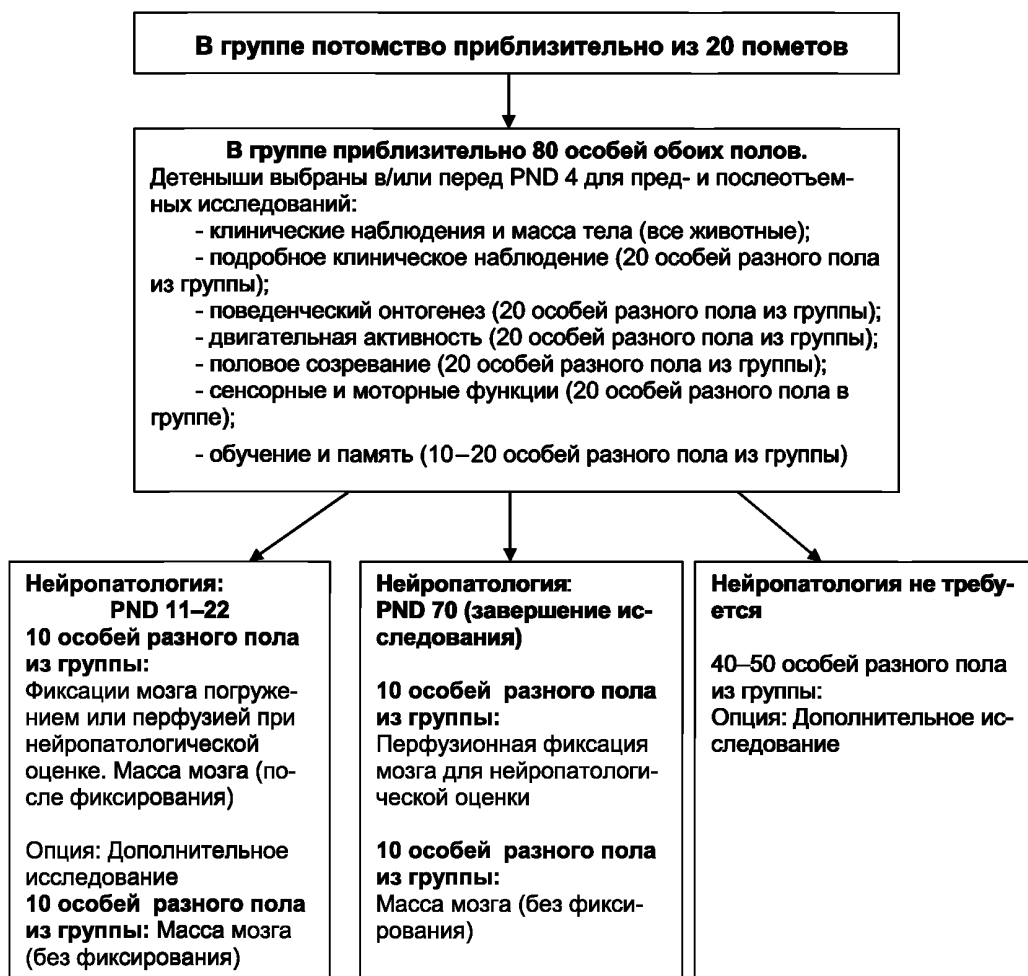 В группе потомство приблизительно из 20 пометов
В группе приблизительно 80 особей обоих полов.
Детеныши выбраны в/или перед PND 4 для пред- и послеотъем-
ных исследований:
- клинические наблюдения и масса тела (все животные);
- подробное клиническое наблюдение (20 особей разного пола
из группы);
- поведенческий онтогенез (20 особей разного пола из группы);
- двигательная активность (20 особей разного пола из группы);
- половое созревание (20 особей разного пола из группы);
- сенсорные и моторные функции (20 особей разного пола в
группе);
- обучение и память (10–20 особей разного пола из группы)
Нейропатология:
PND 11–22
10 особей разного пола
из группы:
Фиксации мозга погруже-
нием или перфузией при
нейропатологической
оценке. Масса мозга (по-
сле фиксирования)
Опция: Дополнительное
исследование
10 особей разного пола
из группы: Масса мозга
(без фиксирования)
Нейропатология:
PND 70 (завершение ис-
следования)
10 особей разного пола
из группы:
Перфузионная фиксация
мозга для нейропатологи-
ческой оценки
10 особей разного пола
из группы:
Масса мозга (без фикси-
рования)
Нейропатология не требу-
ется
40–50 особей разного пола
из группы:
Опция: Дополнительное ис-
следование